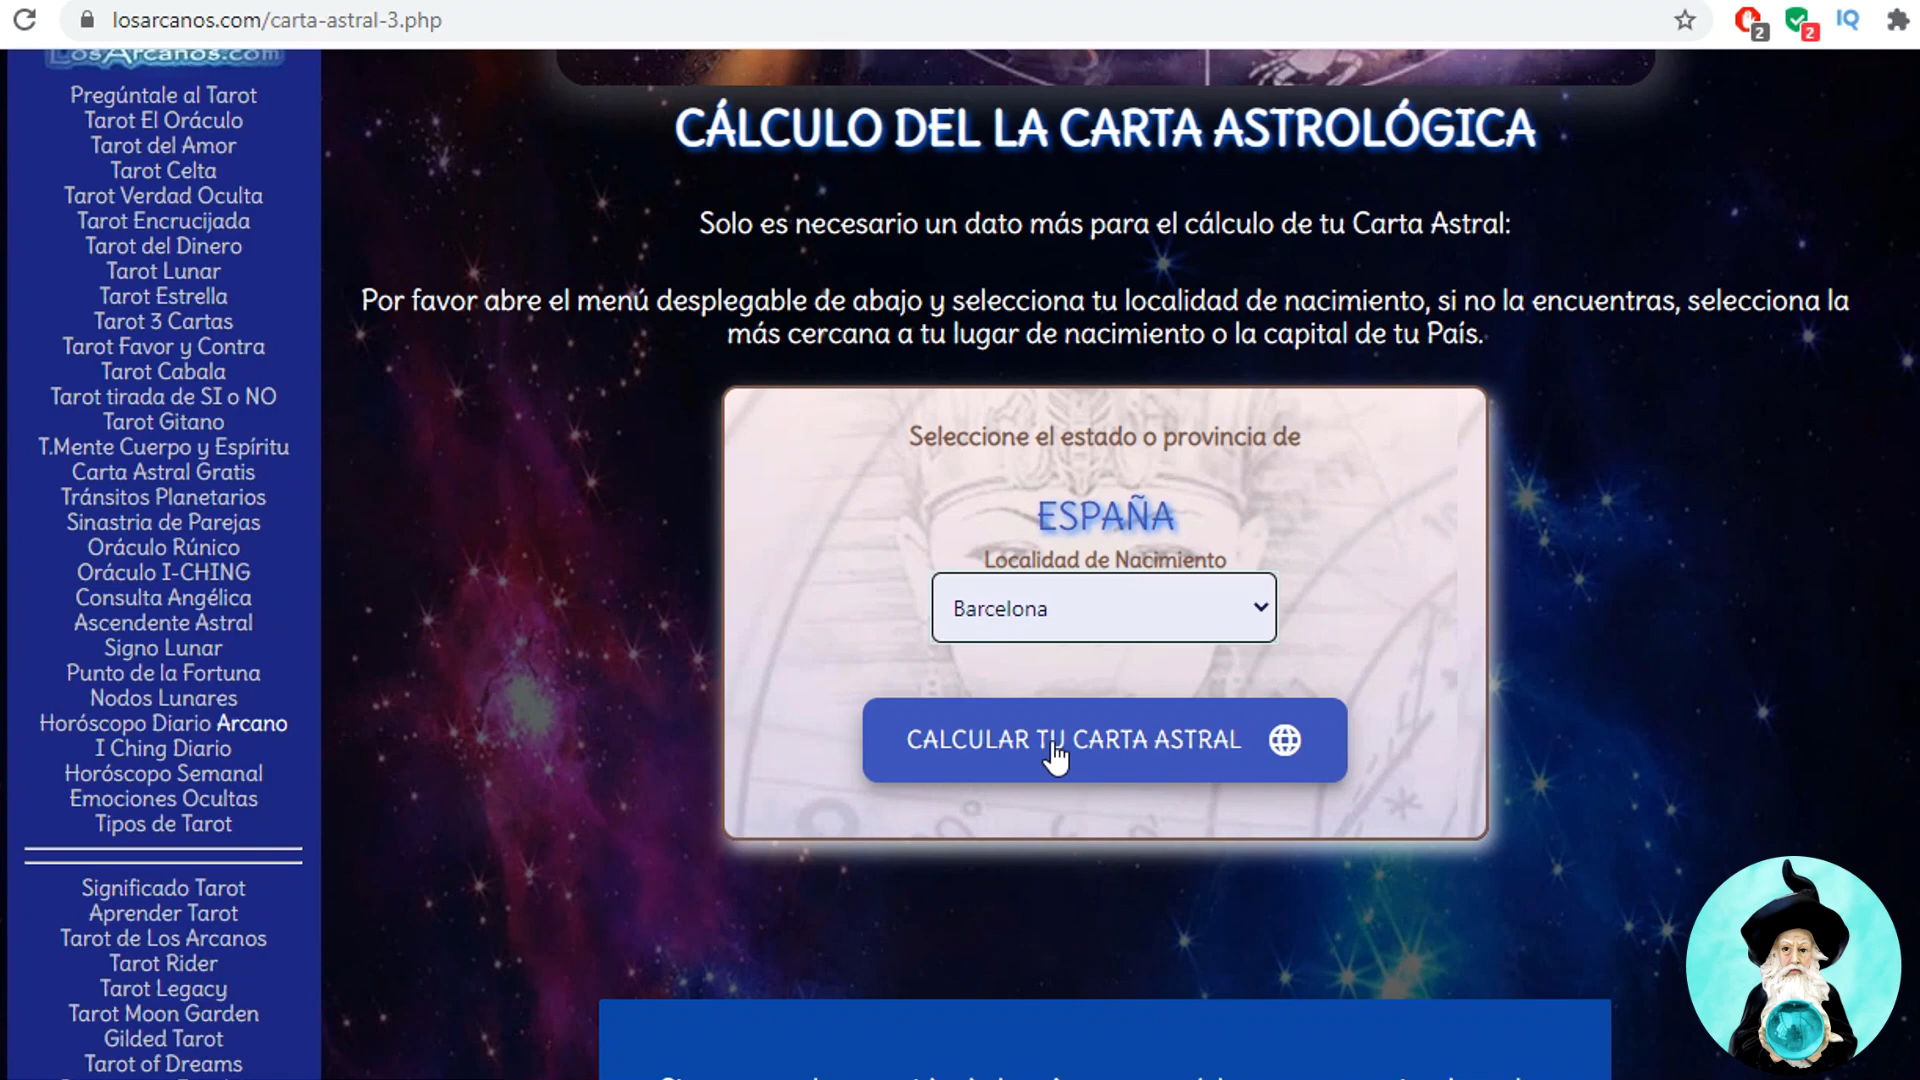 losarcanos.com/carta-astral-3.php
2
2
IQ
LosArcanos.com
Pregúntale al Tarot
Tarot El Oráculo
Tarot del Amor
Tarot Celta
Tarot Verdad Oculta
Tarot Encrucijada
Tarot del Dinero
Tarot Lunar
Tarot Estrella
Tarot 3 Cartas
Tarot Favor y Contra
Tarot Cabala
Tarot tirada de SI o NO
Tarot Gitano
T.Mente Cuerpo y Espíritu
Carta Astral Gratis
Tránsitos Planetarios
Sinastria de Parejas
Oráculo Rúnico
Oráculo I-CHING
Consulta Angélica
Ascendente Astral
Signo Lunar
Punto de la Fortuna
Nodos Lunares
Horóscopo Diario Arcano
I Ching Diario
Horóscopo Semanal
Emociones Ocultas
Tipos de Tarot
Significado Tarot
Aprender Tarot
Tarot de Los Arcanos
Tarot Rider
Tarot Legacy
Tarot Moon Garden
Gilded Tarot
Tarot of Dreams
CÁLCULO DEL LA CARTA ASTROLÓGICA
Solo es necesario un dato más para el cálculo de tu Carta Astral:
Por favor abre el menú desplegable de abajo y selecciona tu localidad de nacimiento, si no la encuentras, selecciona la
más cercana a tu lugar de nacimiento o la capital de tu País.
Seleccione el estado o provincia de
ESPAÑA
Localidad de Nacimiento
Barcelona
CALCULAR TU CARTA ASTRAL